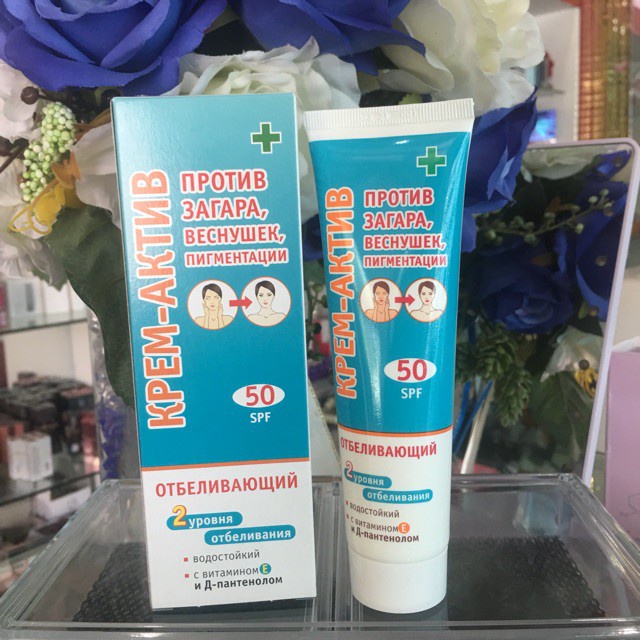 КРЕМ-АКТИВ
ПРОТИВ
ЗАГАРА,
ВЕСНУШЕК,
ПИГМЕНТАЦИИ
50
SPF
ОТБЕЛИВАЮЩИЙ
2 уровня
отбеливания
• водостойкий
• с витамином Е
и Д-пантенолом
КРЕМ-АКТИВ
ПРОТИВ
ЗАГАРА,
ВЕСНУШЕК,
ПИГМЕНТАЦИИ
50
SPF
ОТБЕЛИВАЮЩИЙ
2 уровня
отбеливания
• водостойкий
• с витамином Е
и Д-пантенолом